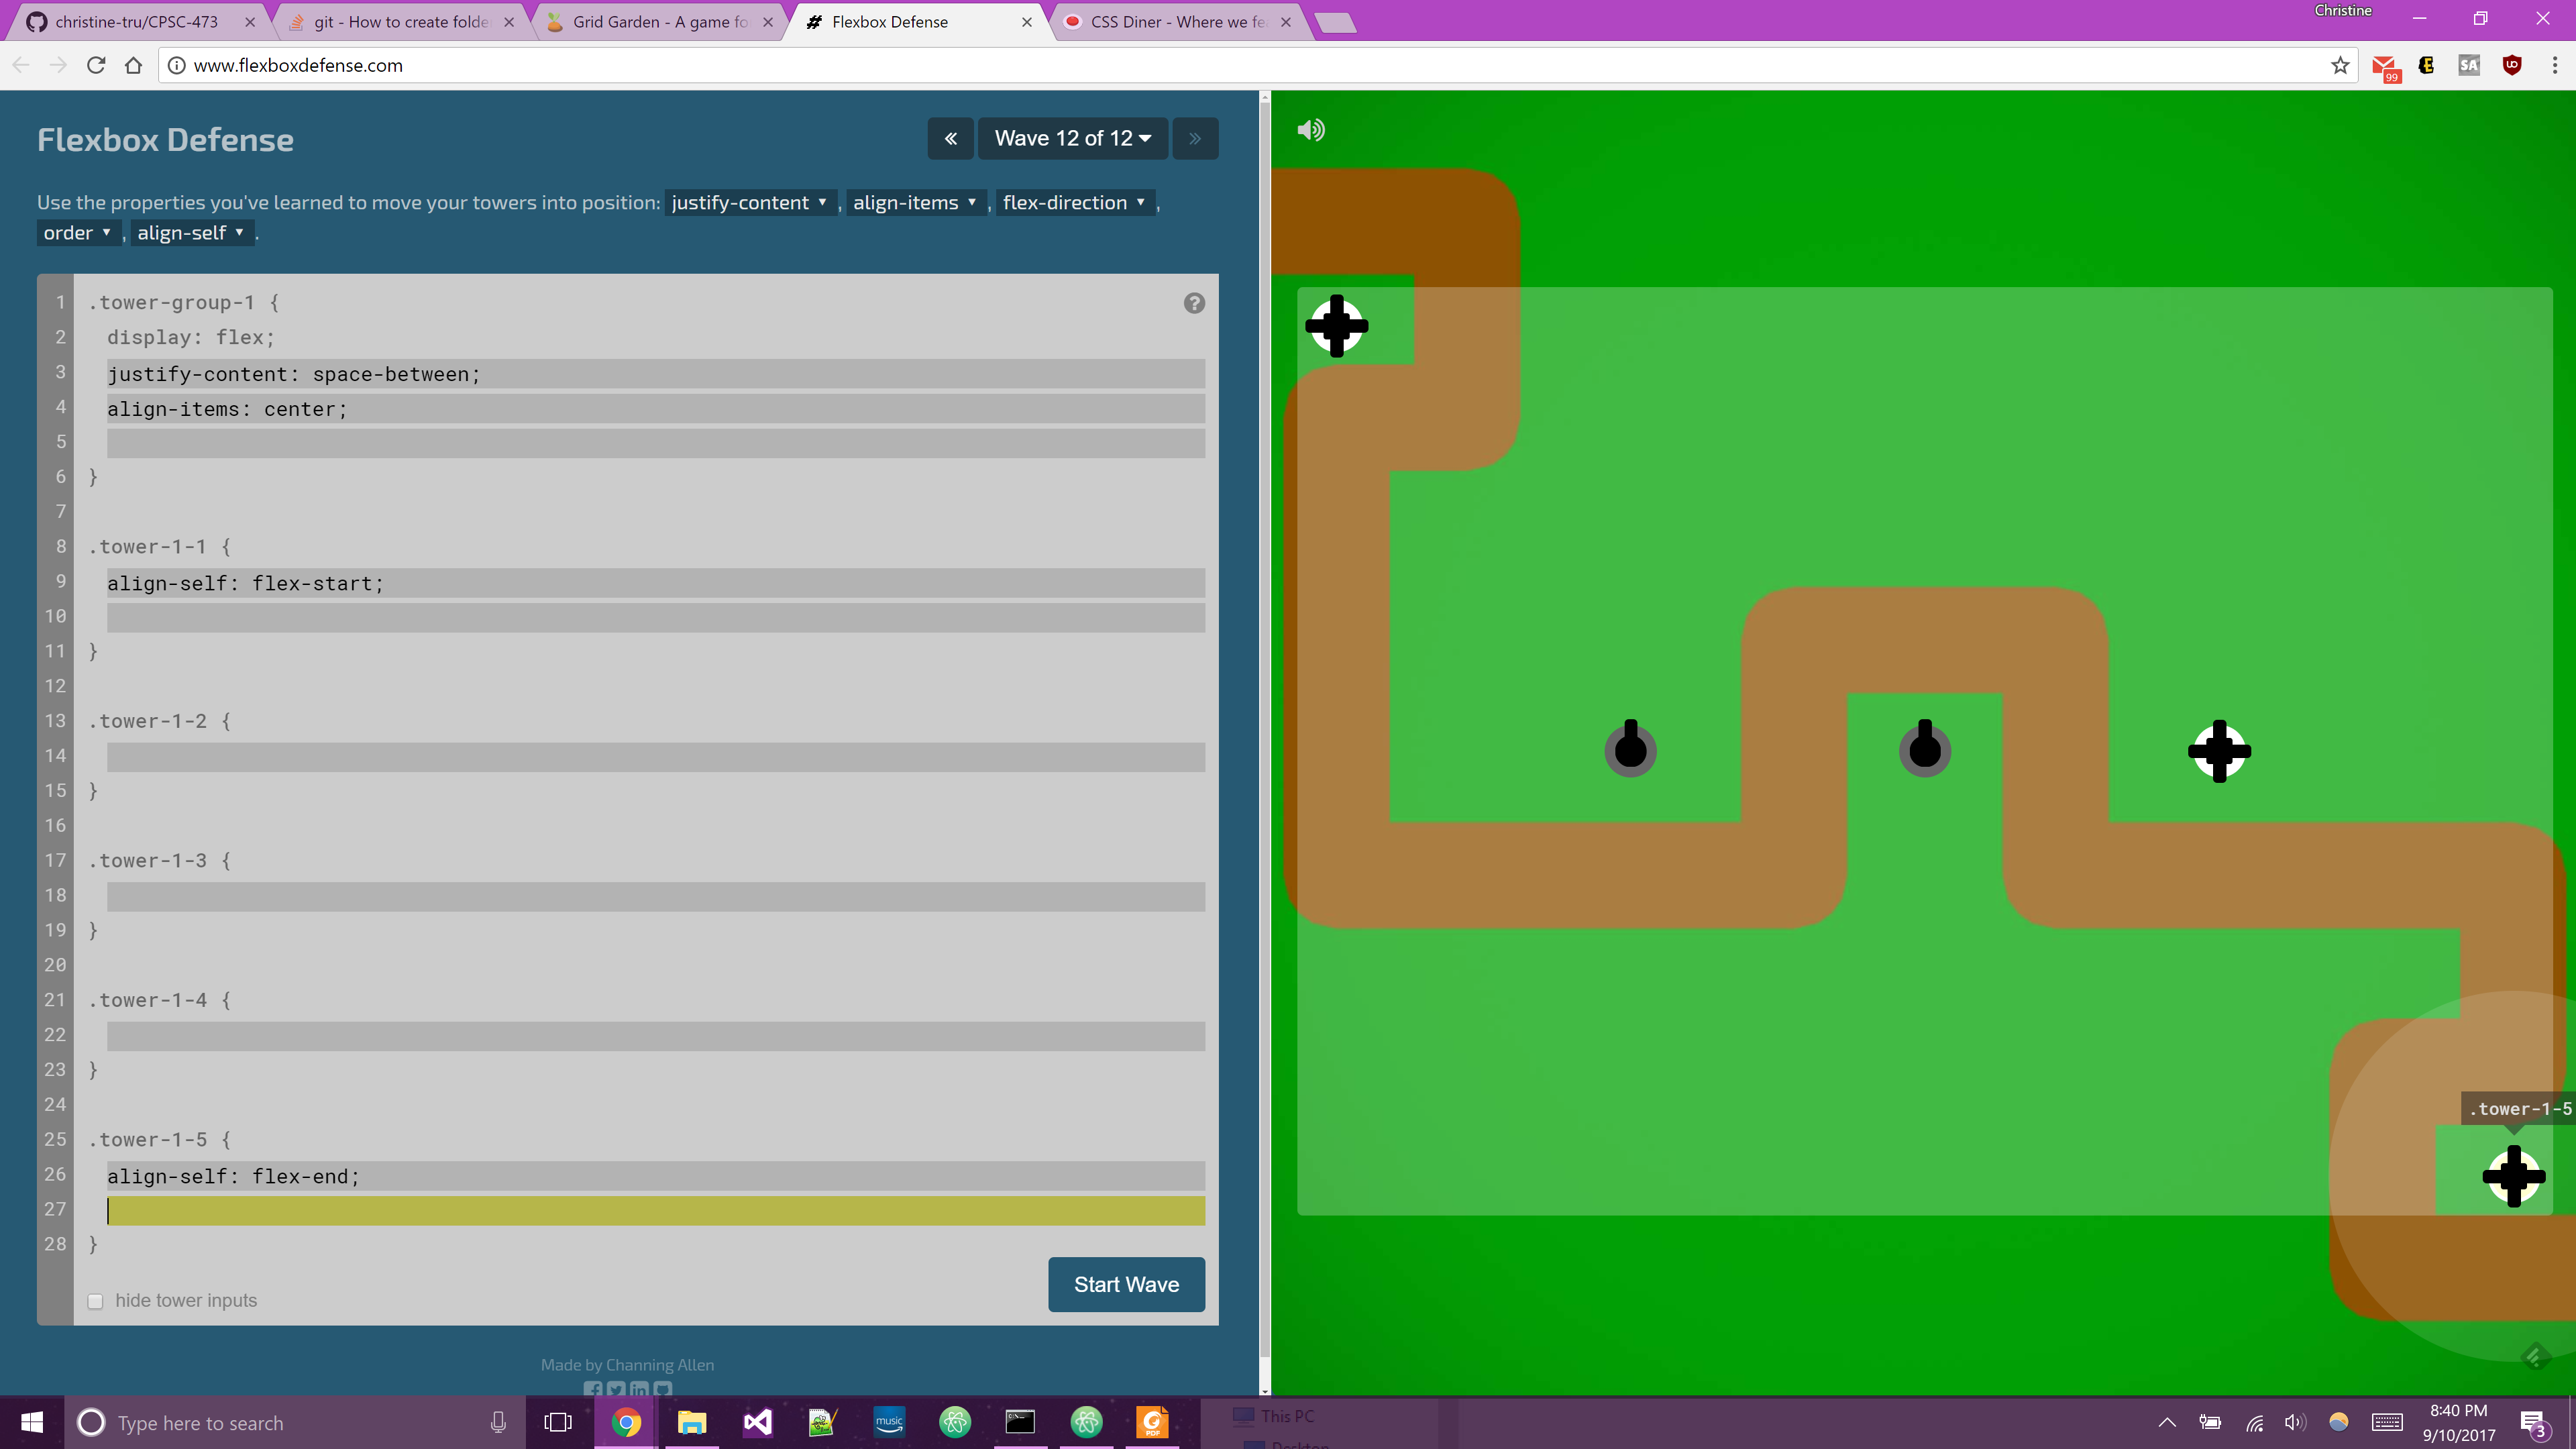 Christine
christine-tru/CPSC-473
git - How to create folde
Grid Garden - A game fo
Flexbox Defense
CSS Diner - Where we fe
www.flexboxdefense.com
99
SA
Flexbox Defense
« Wave 12 of 12 »
Use the properties you've learned to move your towers into position: justify-content ▼ , align-items ▼ , flex-direction ▼ ,
order ▼ , align-self ▼ .
1 .tower-group-1 {
2 display: flex;
3 justify-content: space-between;
4 align-items: center;
5
6 }
7
8 .tower-1-1 {
9 align-self: flex-start;
10
11 }
12
13 .tower-1-2 {
14
15 }
16
17 .tower-1-3 {
18
19 }
20
21 .tower-1-4 {
22
23 }
24
25 .tower-1-5 {
26 align-self: flex-end;
27
28 }
?
.tower-1-5
hide tower inputs
Start Wave
Made by Channing Allen
Type here to search
music
PDF
This PC
Desktop
8:40 PM
9/10/2017
3